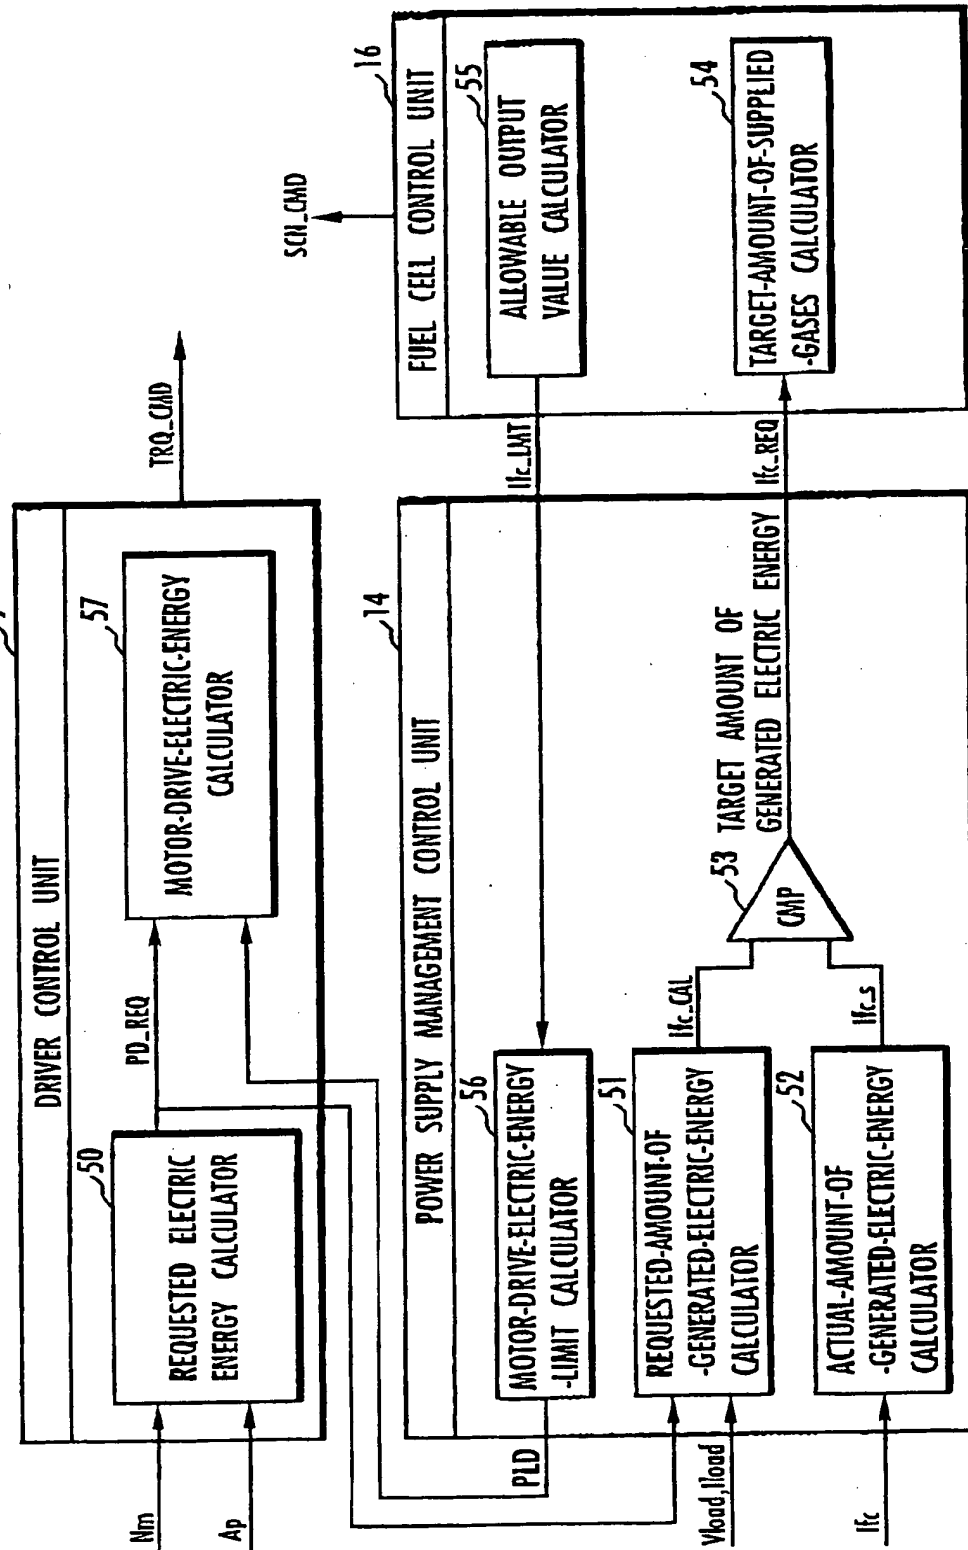 DRIVER CONTROL UNIT
50
REQUESTED ELECTRIC
ENERGY CALCULATOR
Nm
Ap
PD_REQ
57
MOTOR-DRIVE-ELECTRIC-ENERGY
CALCULATOR
TRQ_CMD
14
POWER SUPPLY MANAGEMENT CONTROL UNIT
56
MOTOR-DRIVE-ELECTRIC-ENERGY
-LIMIT CALCULATOR
PLD
51
REQUESTED-AMOUNT-OF
-GENERATED-ELECTRIC-ENERGY
CALCULATOR
Vload,Iload
52
ACTUAL-AMOUNT-OF
-GENERATED-ELECTRIC-ENERGY
CALCULATOR
Ifc
Ifc_CAL
Ifc_s
53
CMP
TARGET AMOUNT OF
GENERATED ELECTRIC ENERGY
Ifc_LMT
Ifc_REQ
16
FUEL CELL CONTROL UNIT
SCN_CMD
55
ALLOWABLE OUTPUT
VALUE CALCULATOR
54
TARGET-AMOUNT-OF-SUPPLIED
-GASES CALCULATOR